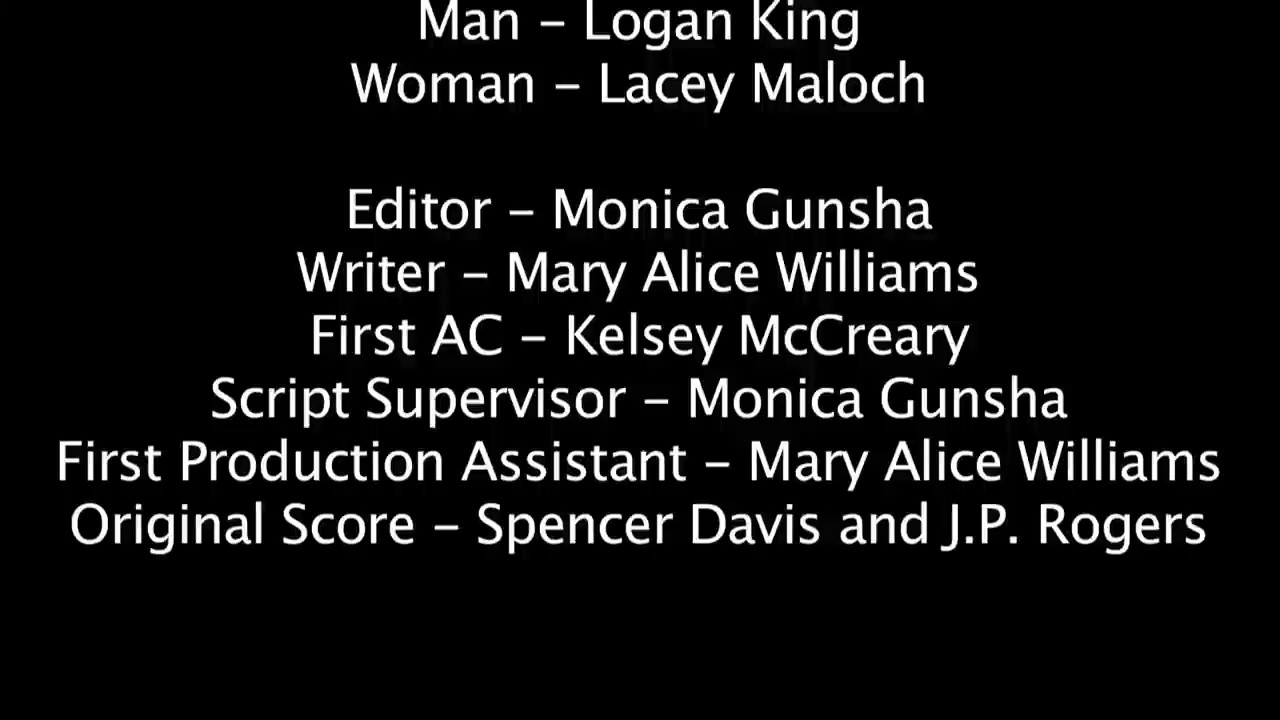 Man – Logan King
Woman – Lacey Maloch
Editor – Monica Gunsha
Writer – Mary Alice Williams
First AC – Kelsey McCreary
Script Supervisor – Monica Gunsha
First Production Assistant – Mary Alice Williams
Original Score – Spencer Davis and J.P. Rogers